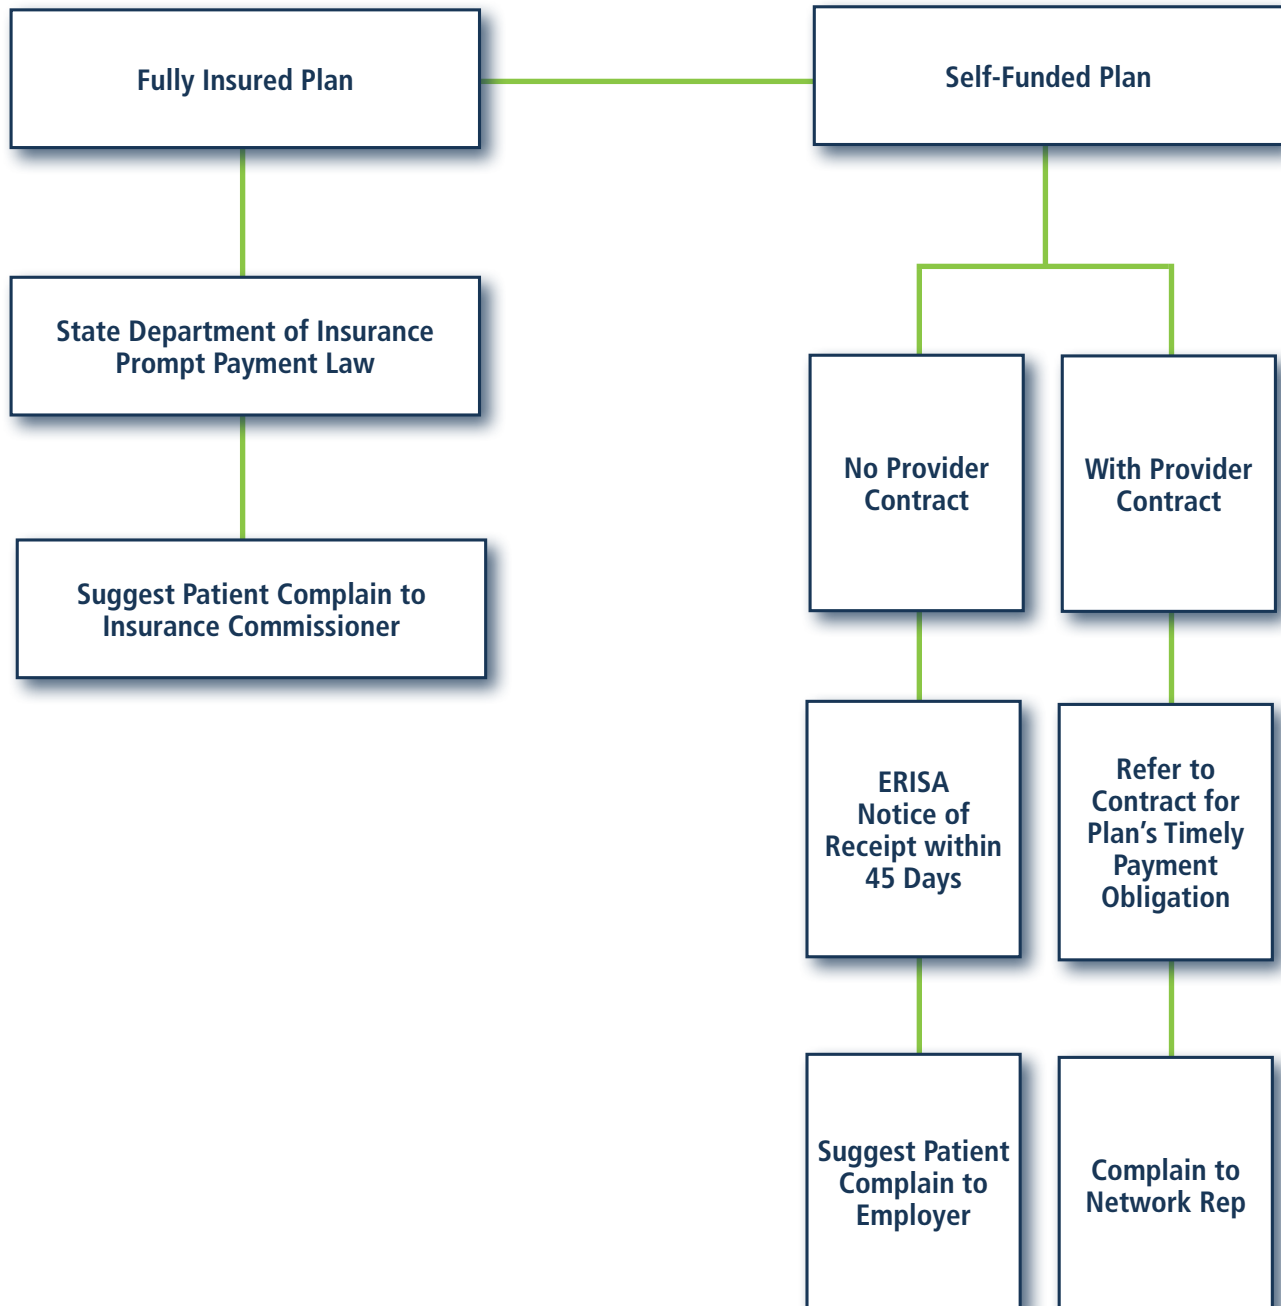 Fully Insured Plan
Self-Funded Plan
State Department of Insurance
Prompt Payment Law
Suggest Patient Complain to
Insurance Commissioner
No Provider
Contract
With Provider
Contract
ERISA
Notice of
Receipt within
45 Days
Refer to
Contract for
Plan’s Timely
Payment
Obligation
Suggest Patient
Complain to
Employer
Complain to
Network Rep